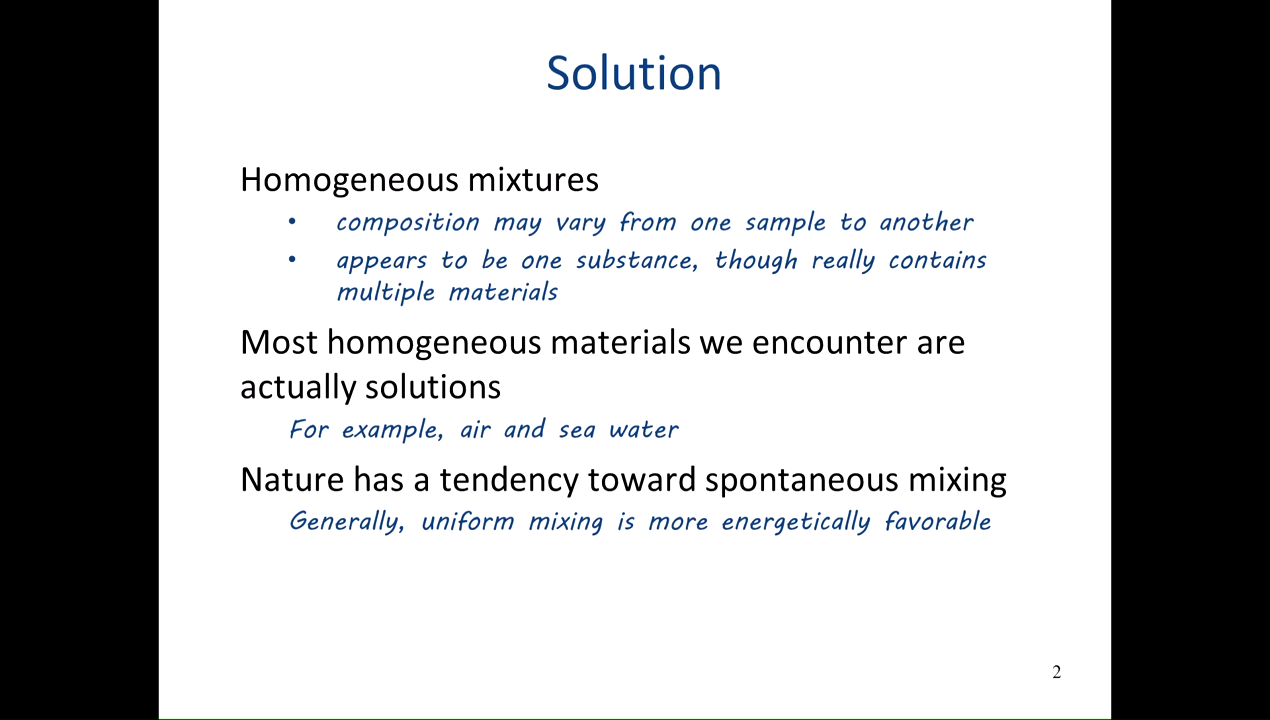 Solution
Homogeneous mixtures
• composition may vary from one sample to another
• appears to be one substance, though really contains
multiple materials
Most homogeneous materials we encounter are
actually solutions
For example, air and sea water
Nature has a tendency toward spontaneous mixing
Generally, uniform mixing is more energetically favorable
2